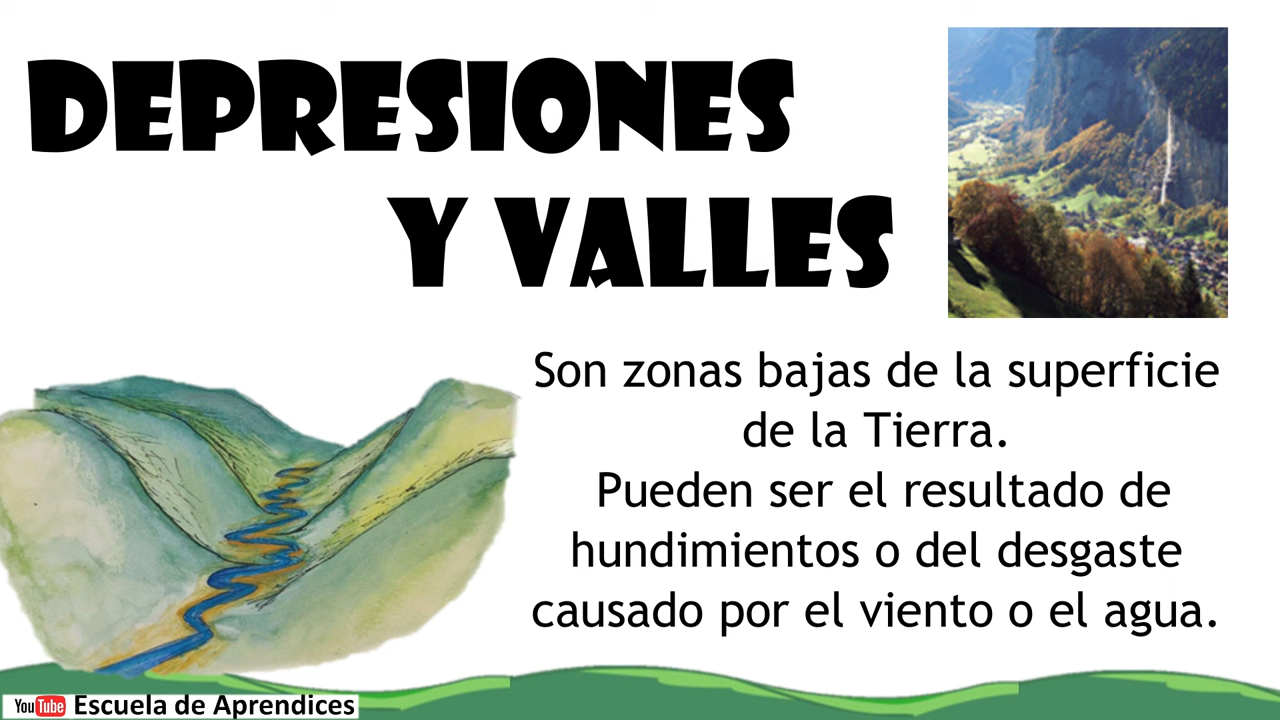 DEPRESIONES
Y VALLES
Son zonas bajas de la superficie
de la Tierra.
Pueden ser el resultado de
hundimientos o del desgaste
causado por el viento o el agua.
YouTube Escuela de Aprendices